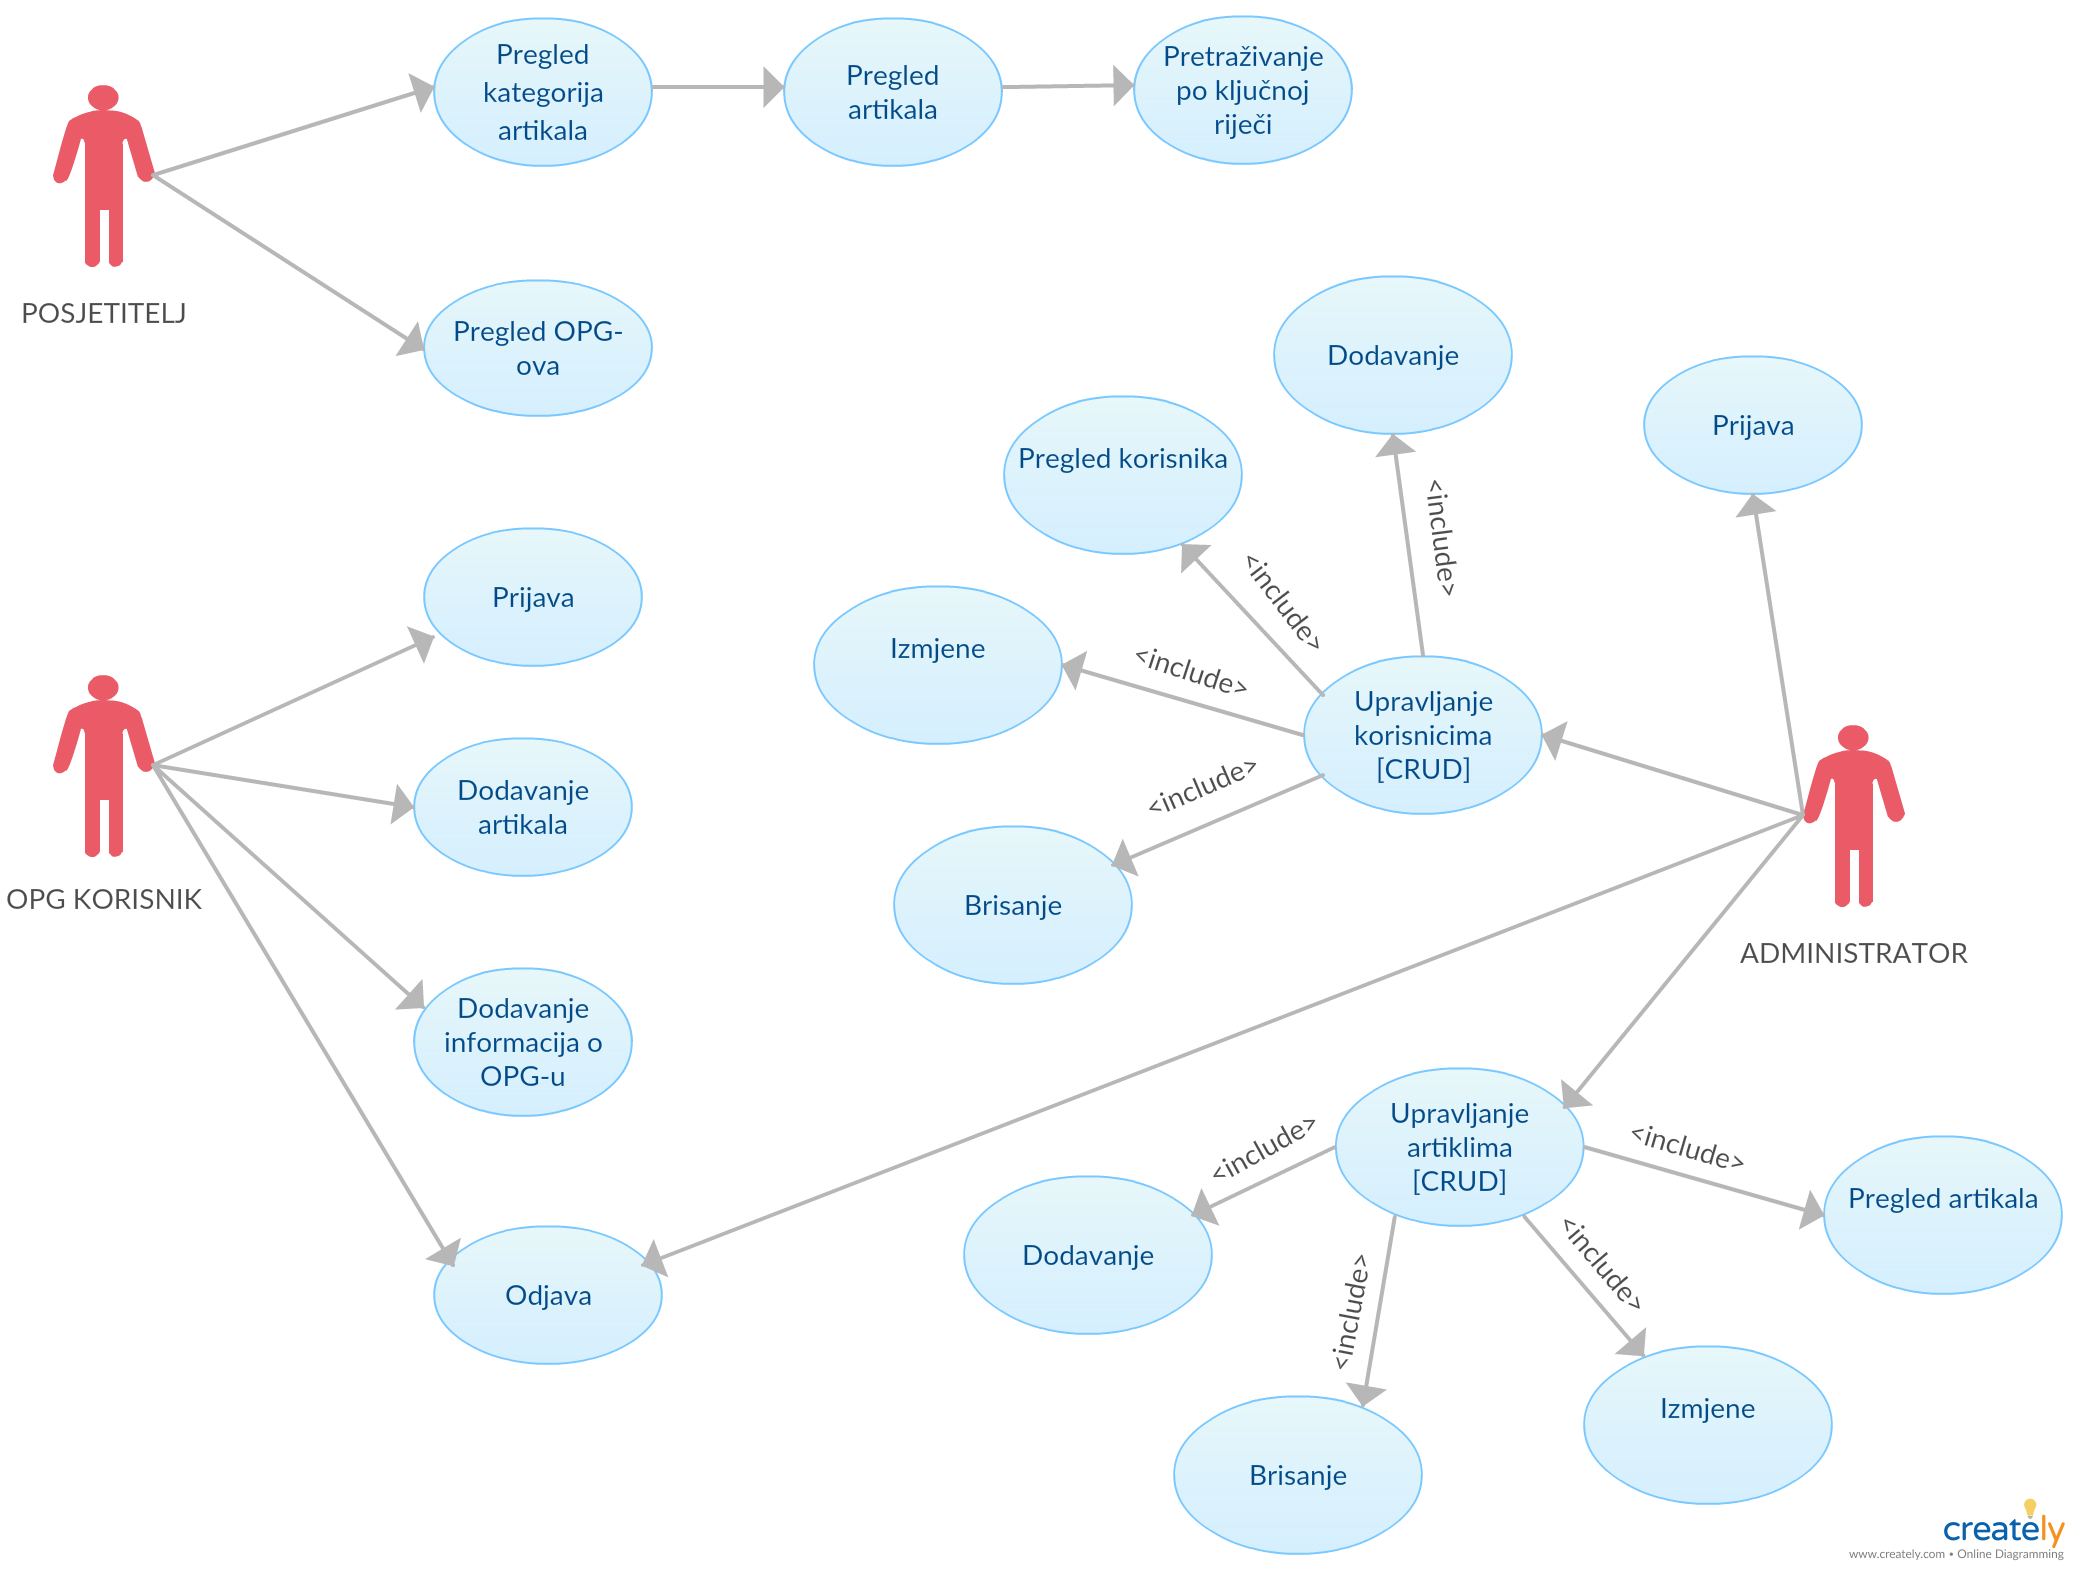 Pregled
kategorija
artikala
Pregled
artikala
Pretraživanje
po ključnoj
riječi
POSJETITELJ
Pregled OPG-
ova
Dodavanje
Prijava
Pregled korisnika
<include>
<include>
Prijava
Izmjene
<include>
Upravljanje
korisnicima
[CRUD]
<include>
Dodavanje
artikala
OPG KORISNIK
Brisanje
ADMINISTRATOR
Dodavanje
informacija o
OPG-u
Upravljanje
artiklima
[CRUD]
<include>
<include>
Pregled artikala
Dodavanje
<include>
<include>
Odjava
Izmjene
Brisanje
creately
www.creately.com • Online Diagramming